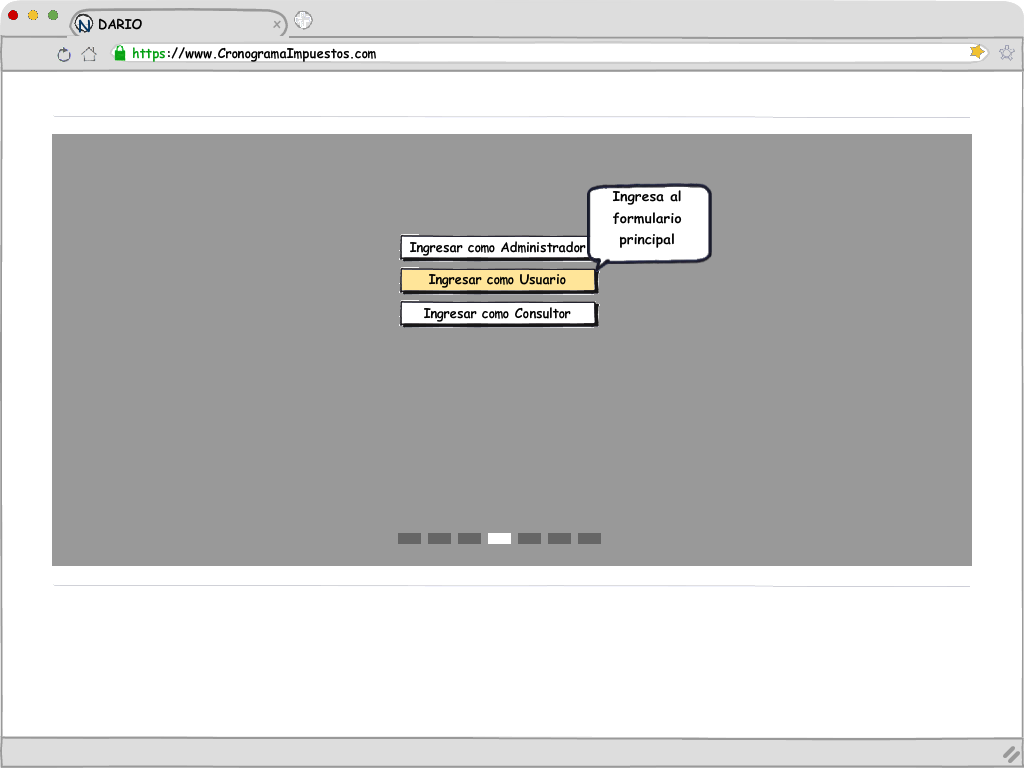 DARIO
https://www.CronogramaImpuestos.com
Ingresa al
formulario
principal
Ingresar como Administrador
Ingresar como Usuario
Ingresar como Consultor